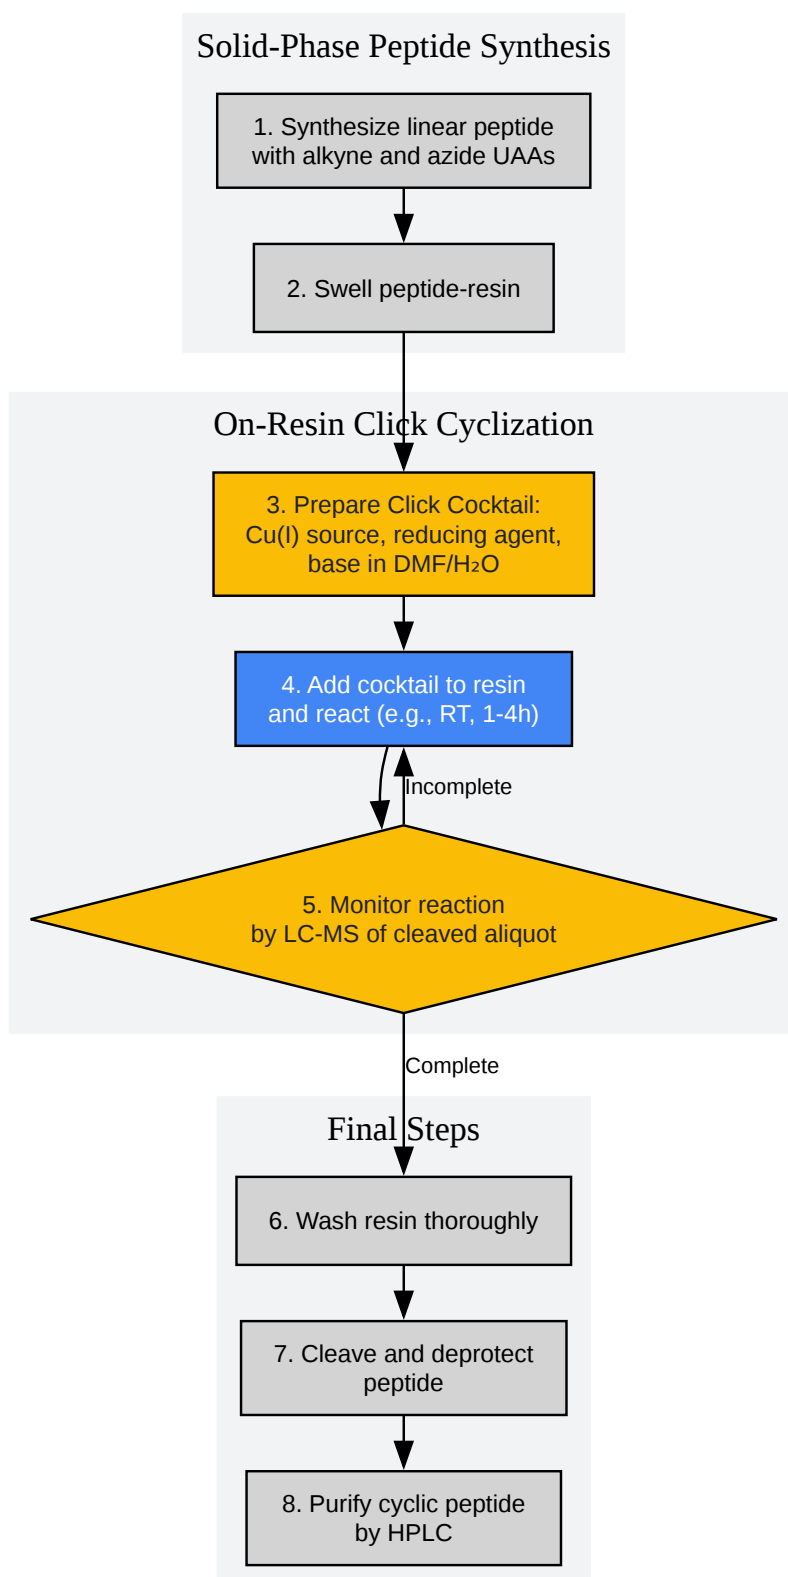 Solid-Phase Peptide Synthesis
1. Synthesize linear peptide
with alkyne and azide UAAs
2. Swell peptide-resin
On-Resin Click Cyclization
3. Prepare Click Cocktail:
Cu(I) source, reducing agent,
base in DMF/H₂O
4. Add cocktail to resin
and react (e.g., RT, 1-4h)
Incomplete
5. Monitor reaction
by LC-MS of cleaved aliquot
Complete
Final Steps
6. Wash resin thoroughly
7. Cleave and deprotect
peptide
8. Purify cyclic peptide
by HPLC